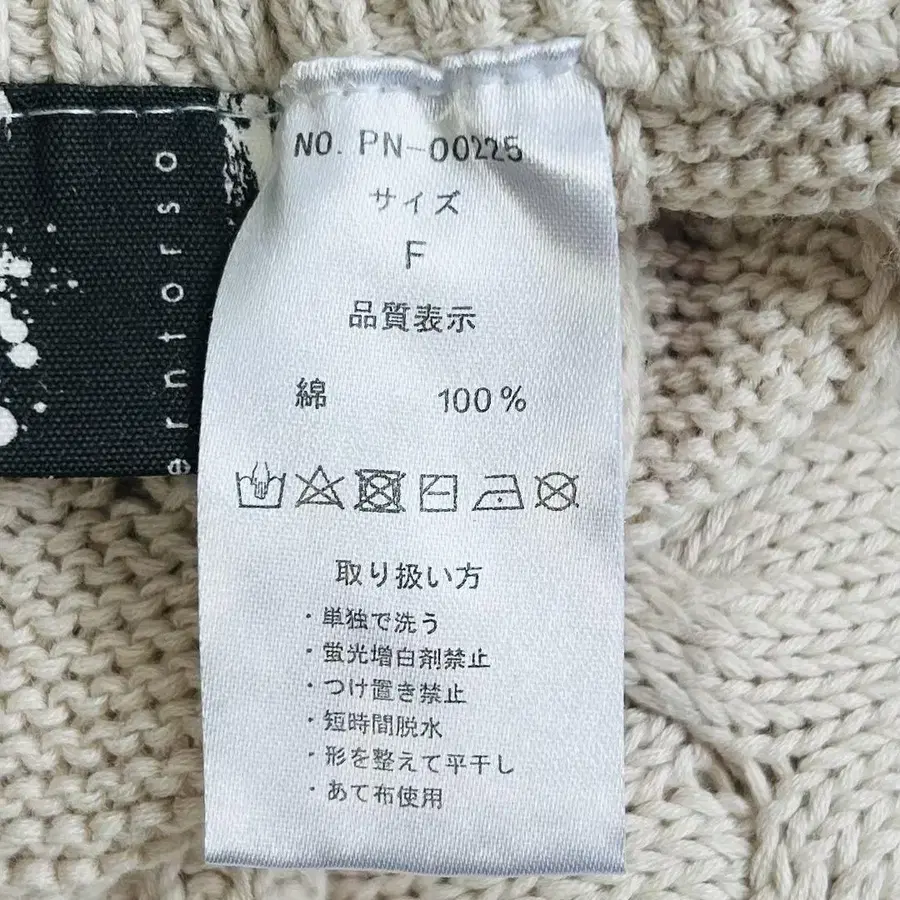 NO. PN-00225
サイズ
F
品質表示
綿 100%
取り扱い方
・単独で洗う
・蛍光増白剤禁止
・つけ置き禁止
・短時間脱水
・形を整えて平干し
・あて布使用
erntorso